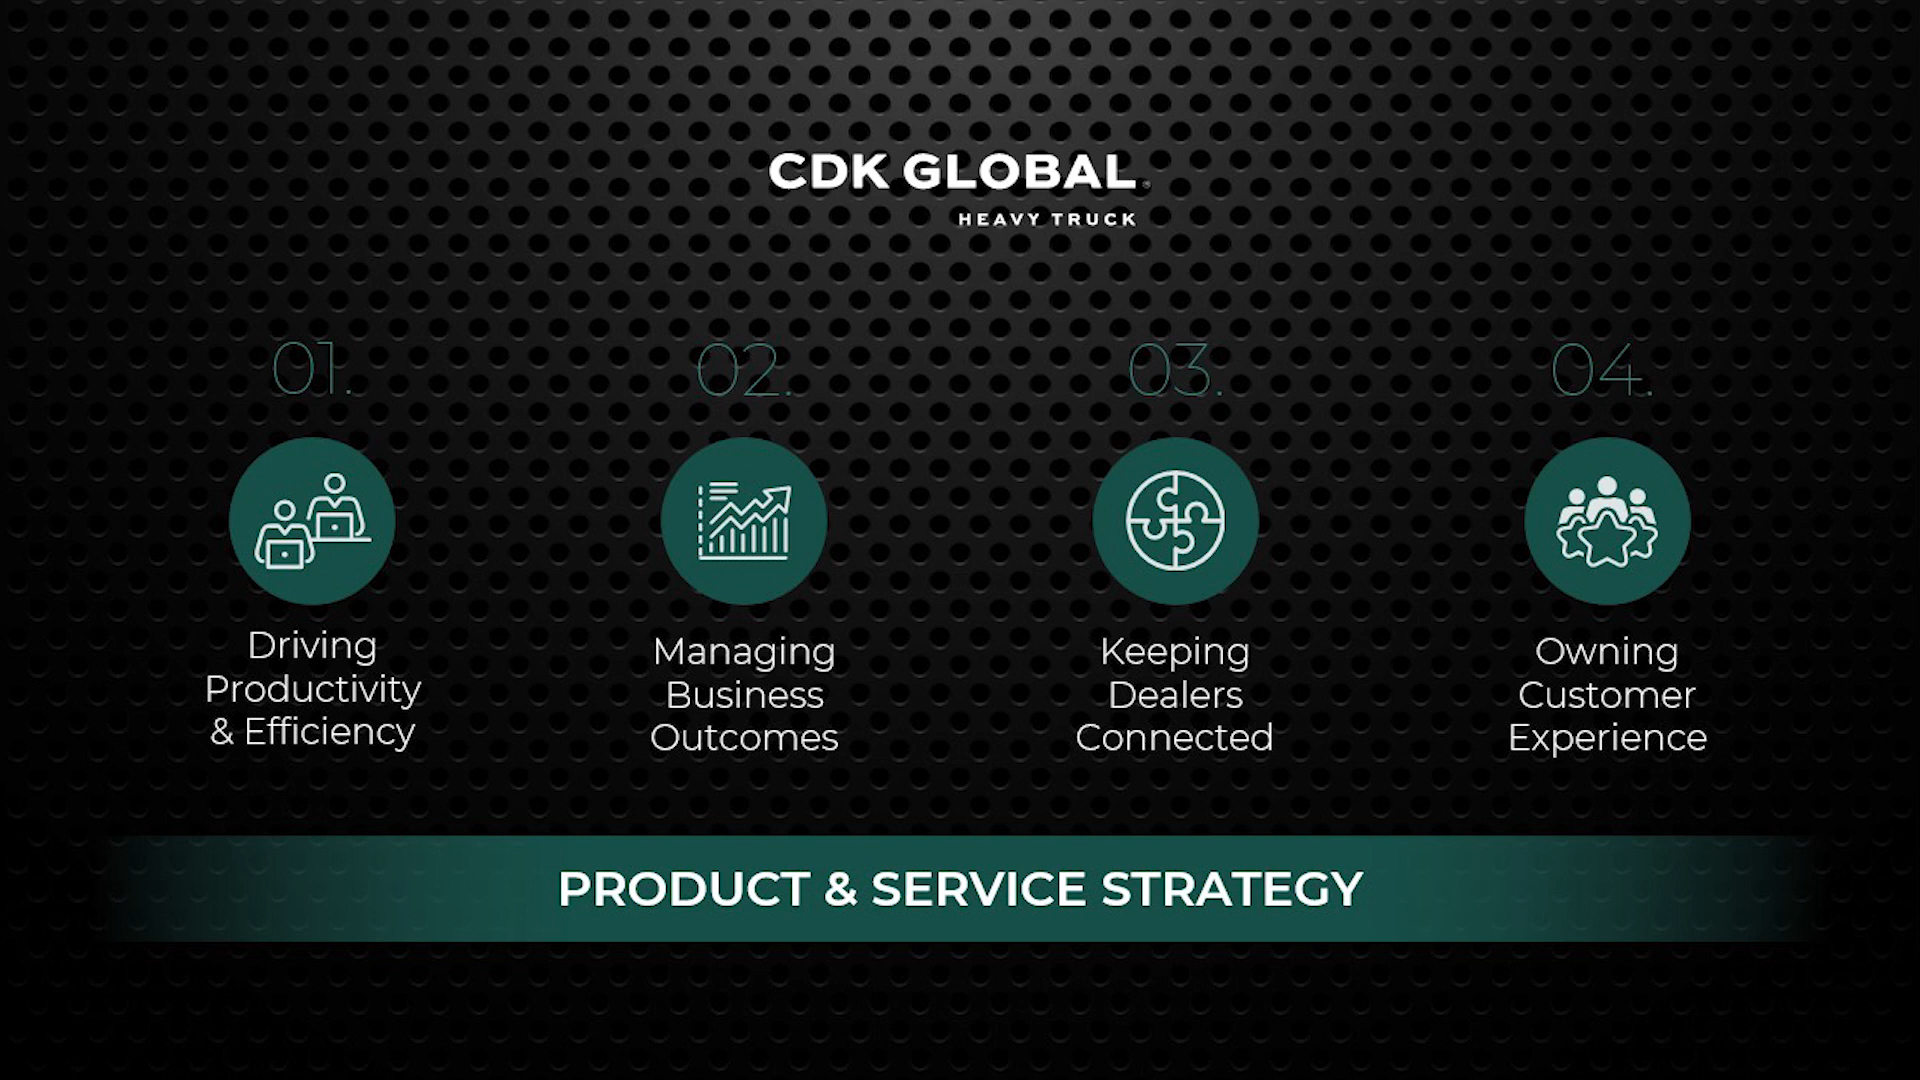 CDK GLOBAL
HEAVY TRUCK
01.
Driving
Productivity
& Efficiency
02.
Managing
Business
Outcomes
03.
Keeping
Dealers
Connected
04.
Owning
Customer
Experience
PRODUCT & SERVICE STRATEGY